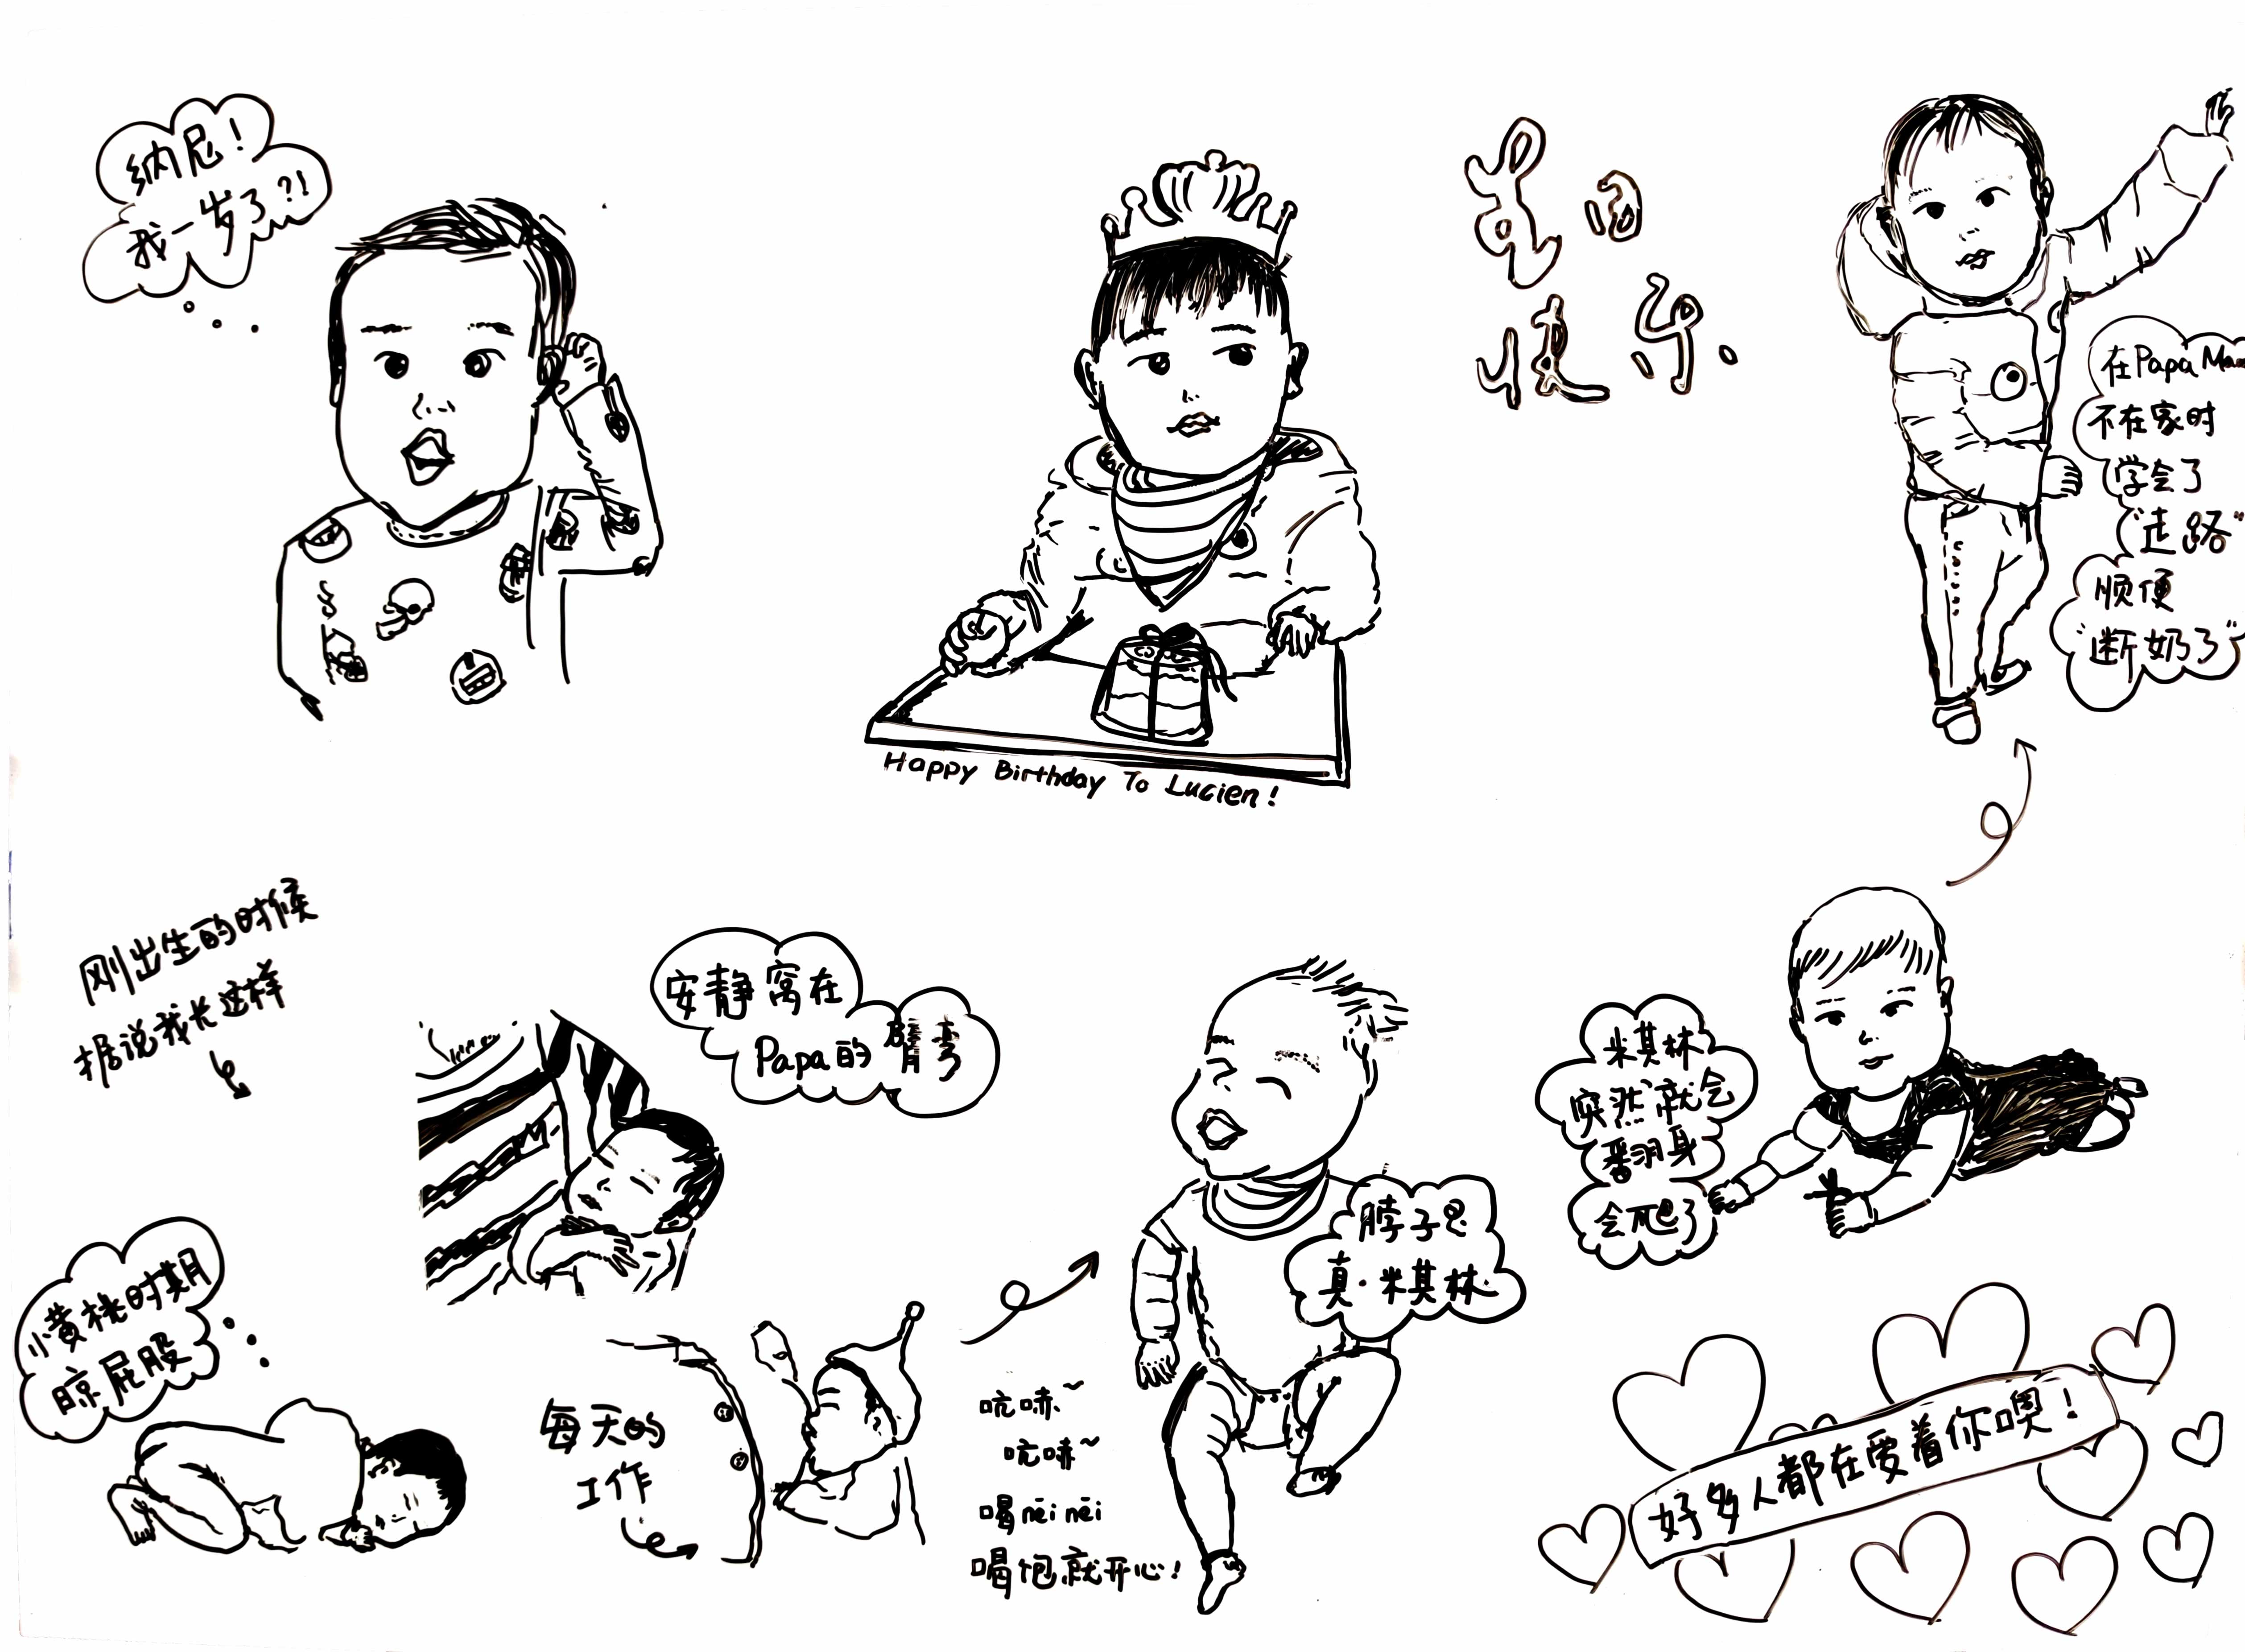 纳尼！
我一岁了?!
生日
快乐.
Happy Birthday To Lucien!
在Papa Mam
不在家时
学会了
"走路"
顺便
"断奶了"
刚出生的时候
据说我长这样
安静窝在
Papa的臂弯
小黄桃时期
晾屁股
每天的
工作
吭哧~
吭哧~
喝nēi nēi
喝饱就开心！
脖子是
真·米其林·
米其林
突然就会
翻身
会爬了
好多人都在爱着你噢！